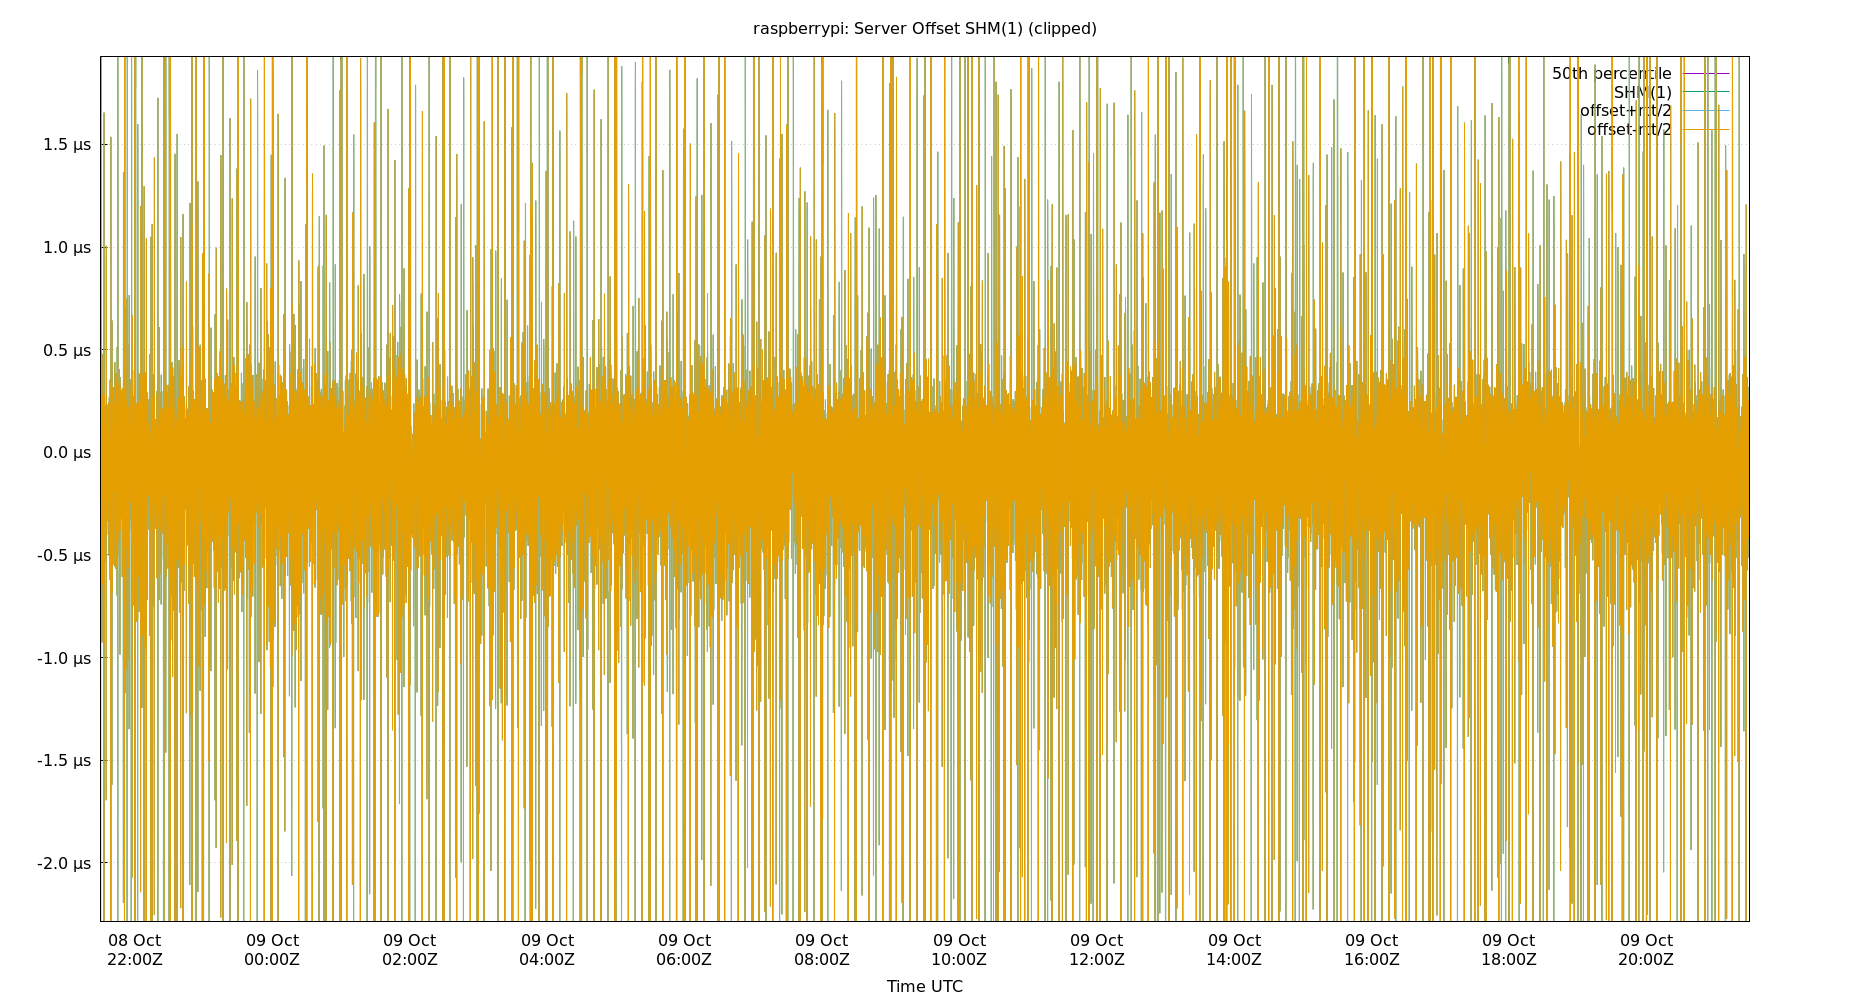 raspberrypi: Server Offset SHM(1) (clipped)
50th percentile
SHM(1)
offset+rtt/2
offset-rtt/2
1.5 µs
1.0 µs
0.5 µs
0.0 µs
-0.5 µs
-1.0 µs
-1.5 µs
-2.0 µs
08 Oct 09 Oct 09 Oct 09 Oct 09 Oct 09 Oct 09 Oct 09 Oct 09 Oct 09 Oct 09 Oct 09 Oct
22:00Z 00:00Z 02:00Z 04:00Z 06:00Z 08:00Z 10:00Z 12:00Z 14:00Z 16:00Z 18:00Z 20:00Z
Time UTC